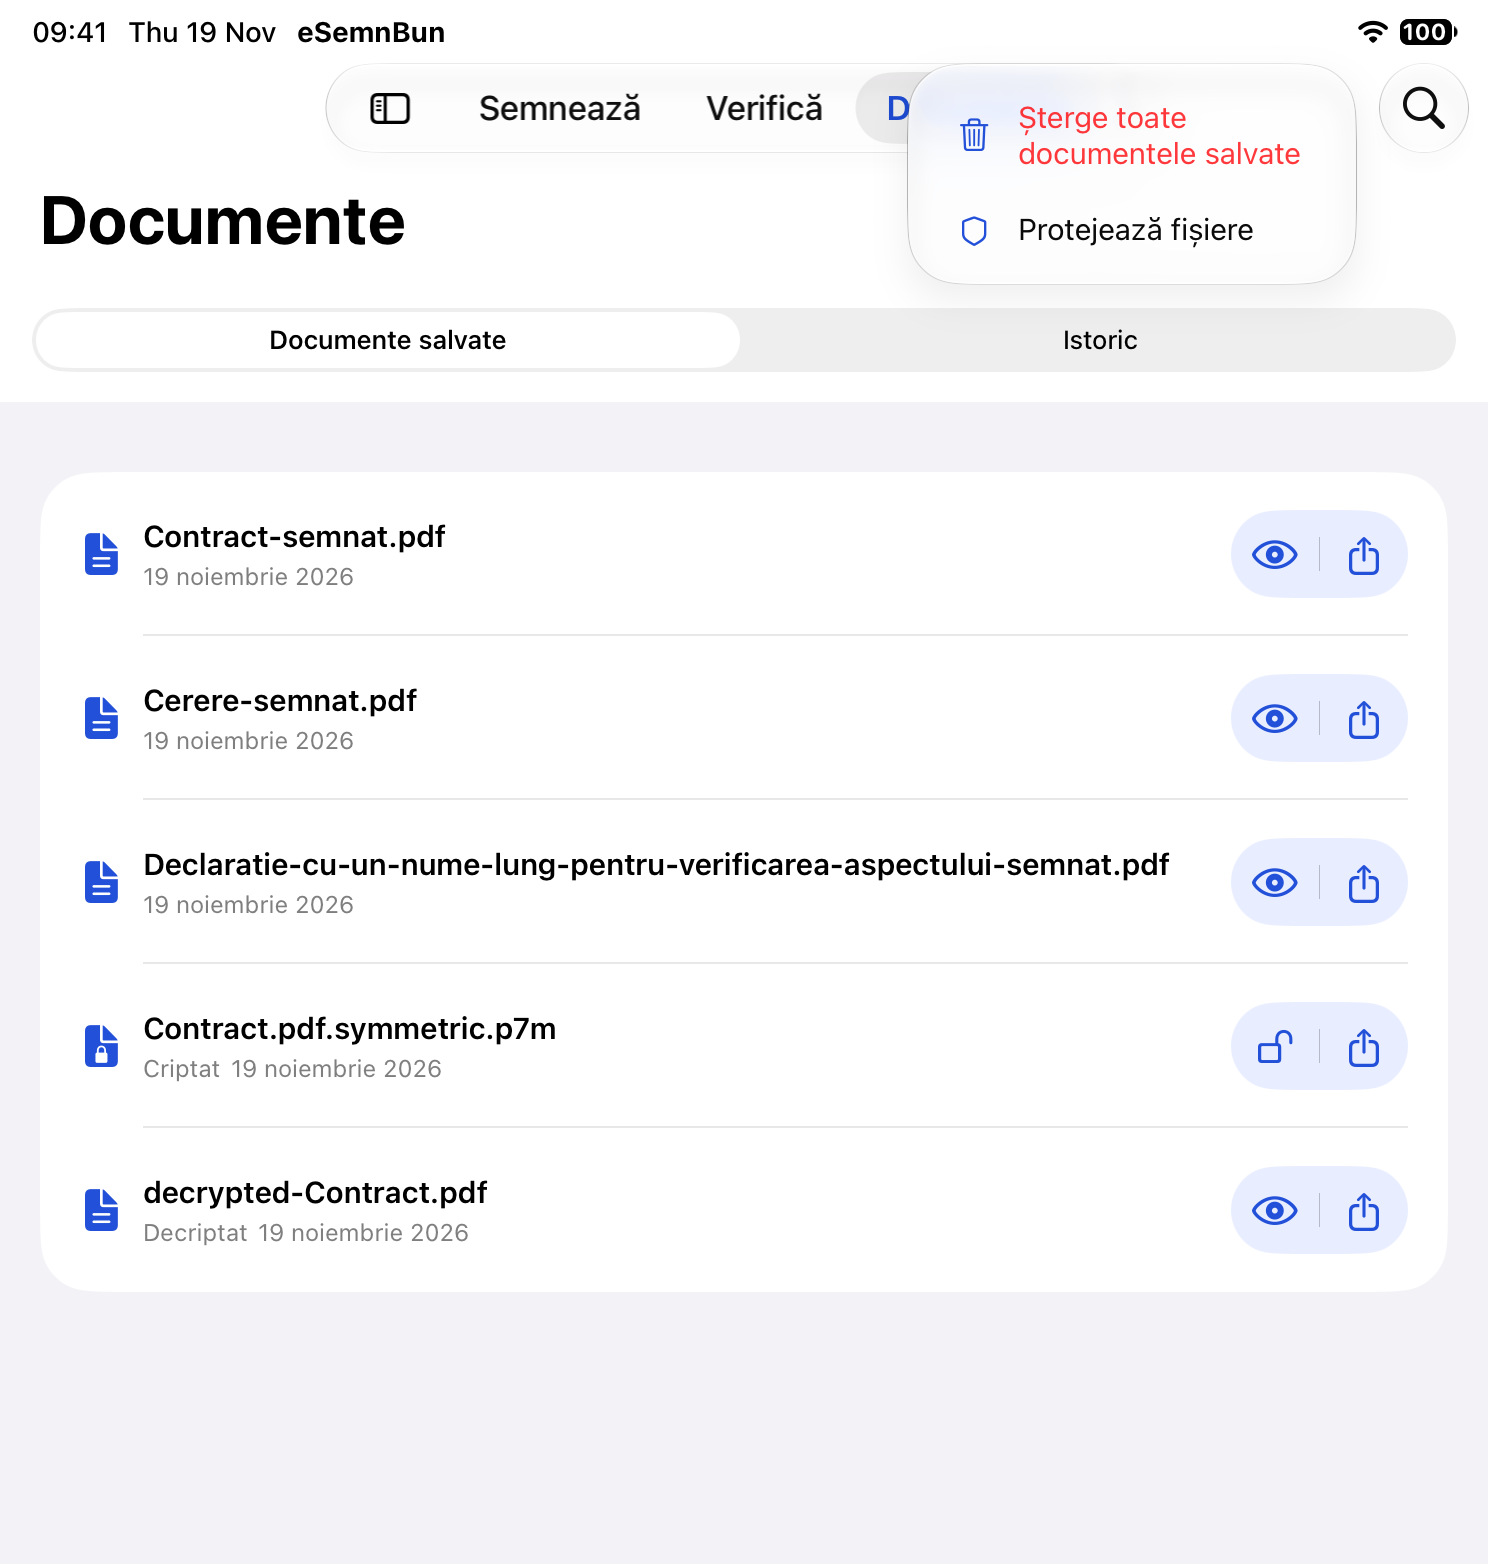 09:41 Thu 19 Nov eSemnBun 100
Semnează Verifică
Șterge toate
documentele salvate
Protejează fișiere
Documente
Documente salvate Istoric
Contract-semnat.pdf
19 noiembrie 2026
Cerere-semnat.pdf
19 noiembrie 2026
Declaratie-cu-un-nume-lung-pentru-verificarea-aspectului-semnat.pdf
19 noiembrie 2026
Contract.pdf.symmetric.p7m
Criptat 19 noiembrie 2026
decrypted-Contract.pdf
Decriptat 19 noiembrie 2026